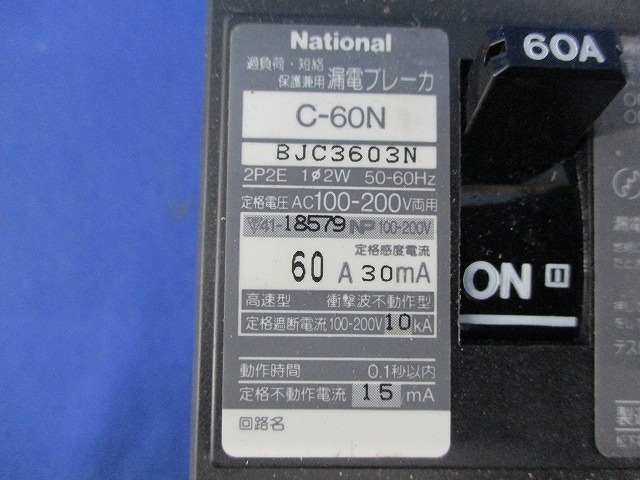 National
過負荷・短絡
保護兼用 漏電ブレーカ
C-60N
BJC3603N
2P2E 1φ2W 50-60Hz
定格電圧 AC100-200V両用
▽41-18579 NP 100-200V
定格感度電流
60 A 30mA
高速型 衝撃波不動作型
定格遮断電流100-200V 10kA
動作時間 0.1秒以内
定格不動作電流 15 mA
回路名
60A
ON